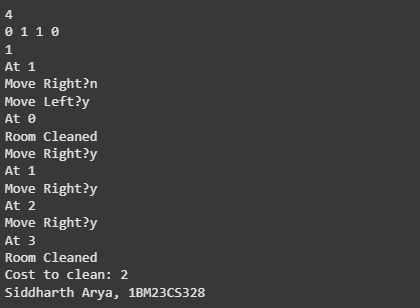 4
0 1 1 0
1
At 1
Move Right?n
Move Left?y
At 0
Room Cleaned
Move Right?y
At 1
Move Right?y
At 2
Move Right?y
At 3
Room Cleaned
Cost to clean: 2
Siddharth Arya, 1BM23CS328